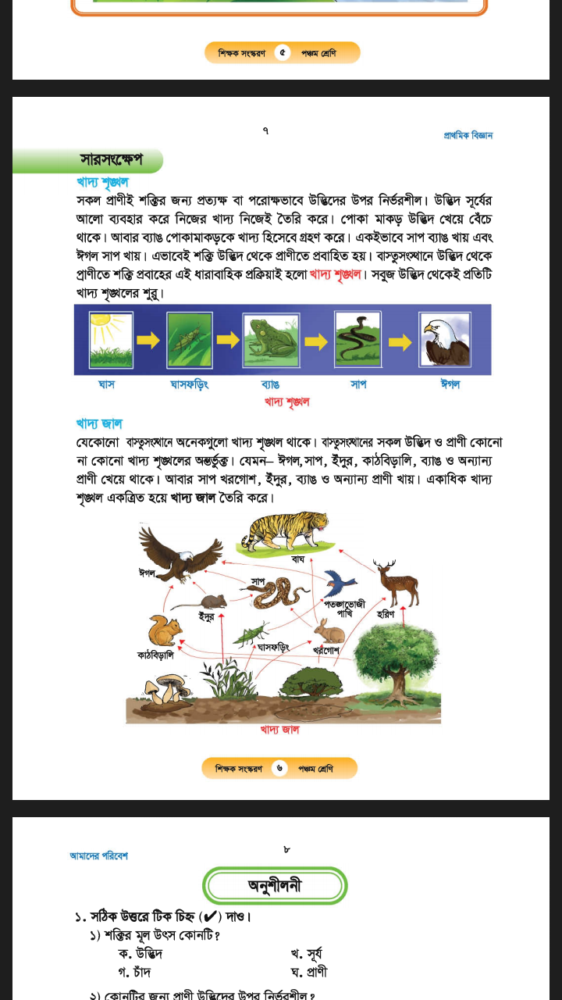 শিক্ষক সংস্করণ ৫ পঞ্চম শ্রেণি
৭
প্রাথমিক বিজ্ঞান
সারসংক্ষেপ
খাদ্য শৃঙ্খল
সকল প্রাণীই শক্তির জন্য প্রত্যক্ষ বা পরোক্ষভাবে উদ্ভিদের উপর নির্ভরশীল। উদ্ভিদ সূর্যের
আলো ব্যবহার করে নিজের খাদ্য নিজেই তৈরি করে। পোকা মাকড় উদ্ভিদ খেয়ে বেঁচে
থাকে। আবার ব্যাঙ পোকামাকড়কে খাদ্য হিসেবে গ্রহণ করে। একইভাবে সাপ ব্যাঙ খায় এবং
ঈগল সাপ খায়। এভাবেই শক্তি উদ্ভিদ থেকে প্রাণীতে প্রবাহিত হয়। বাস্তুসংস্থানে উদ্ভিদ থেকে
প্রাণীতে শক্তি প্রবাহের এই ধারাবাহিক প্রক্রিয়াই হলো খাদ্য শৃঙ্খল। সবুজ উদ্ভিদ থেকেই প্রতিটি
খাদ্য শৃঙ্খলের শুরু।
ঘাস ঘাসফড়িং ব্যাঙ সাপ ঈগল
খাদ্য শৃঙ্খল
খাদ্য জাল
যেকোনো বাস্তুসংস্থানে অনেকগুলো খাদ্য শৃঙ্খল থাকে। বাস্তুসংস্থানের সকল উদ্ভিদ ও প্রাণী কোনো
না কোনো খাদ্য শৃঙ্খলের অন্তর্ভুক্ত। যেমন– ঈগল, সাপ, ইঁদুর, কাঠবিড়ালি, ব্যাঙ ও অন্যান্য
প্রাণী খেয়ে থাকে। আবার সাপ খরগোশ, ইঁদুর, ব্যাঙ ও অন্যান্য প্রাণী খায়। একাধিক খাদ্য
শৃঙ্খল একত্রিত হয়ে খাদ্য জাল তৈরি করে।
বাঘ
ঈগল
সাপ
পতঙ্গভোজী
পাখি
হরিণ
ইঁদুর
ঘাসফড়িং
খরগোশ
কাঠবিড়ালি
খাদ্য জাল
শিক্ষক সংস্করণ ৬ পঞ্চম শ্রেণি
আমাদের পরিবেশ
৮
অনুশীলনী
১. সঠিক উত্তরে টিক চিহ্ন (✔) দাও।
১) শক্তির মূল উৎস কোনটি?
ক. উদ্ভিদ খ. সূর্য
গ. চাঁদ ঘ. প্রাণী
২) কোনটির জন্য প্রাণী উদ্ভিদের উপর নির্ভরশীল?